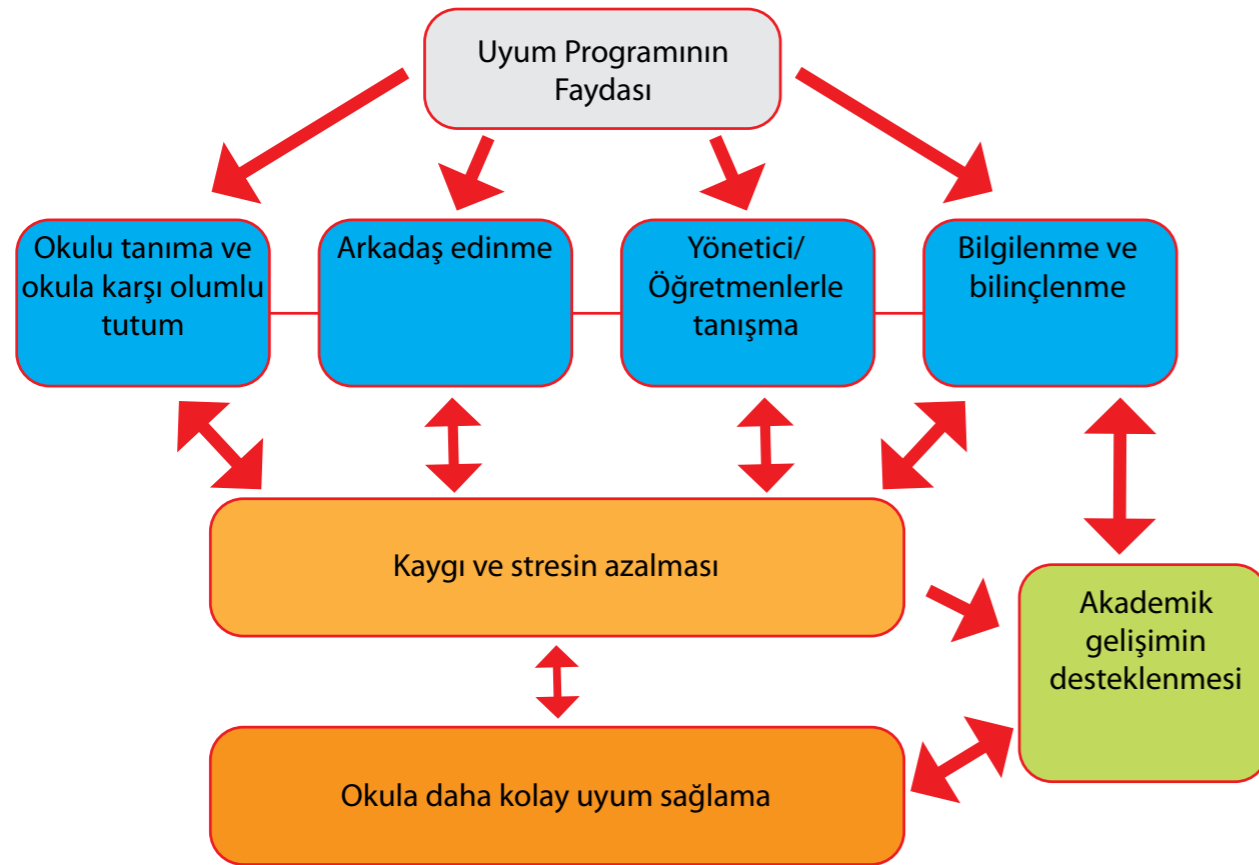 Uyum Programının
Faydası
Okulu tanıma ve
okula karşı olumlu
tutum
Arkadaş edinme
Yönetici/
Öğretmenlerle
tanışma
Bilgilenme ve
bilinçlenme
Kaygı ve stresin azalması
Akademik
gelişimin
desteklenmesi
Okula daha kolay uyum sağlama